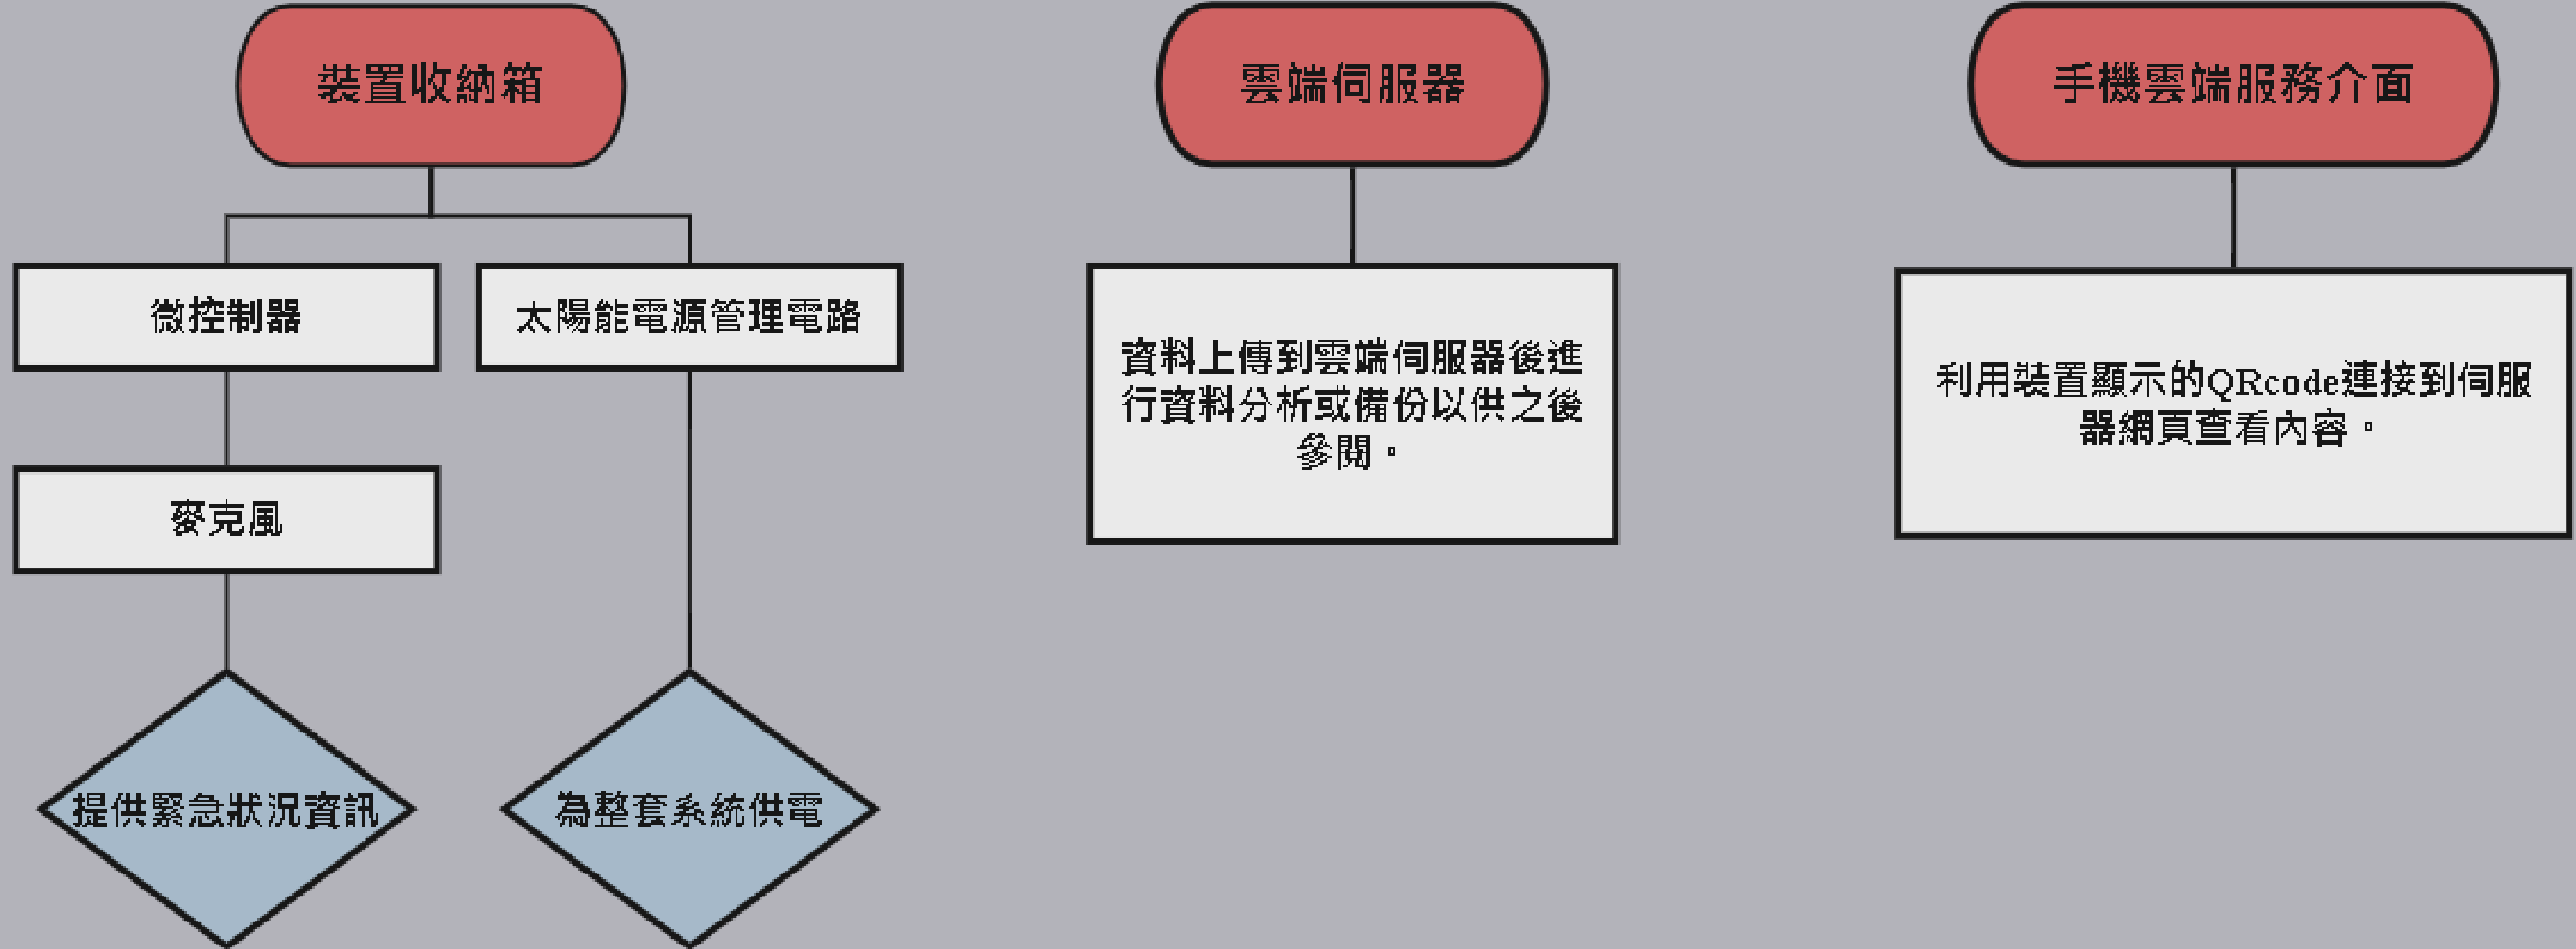 裝置收納箱
微控制器
太陽能電源管理電路
麥克風
提供緊急狀況資訊
為整套系統供電
雲端伺服器
資料上傳到雲端伺服器後進
行資料分析或備份以供之後
參閱。
手機雲端服務介面
利用裝置顯示的QRcode連接到伺服
器網頁查看內容。